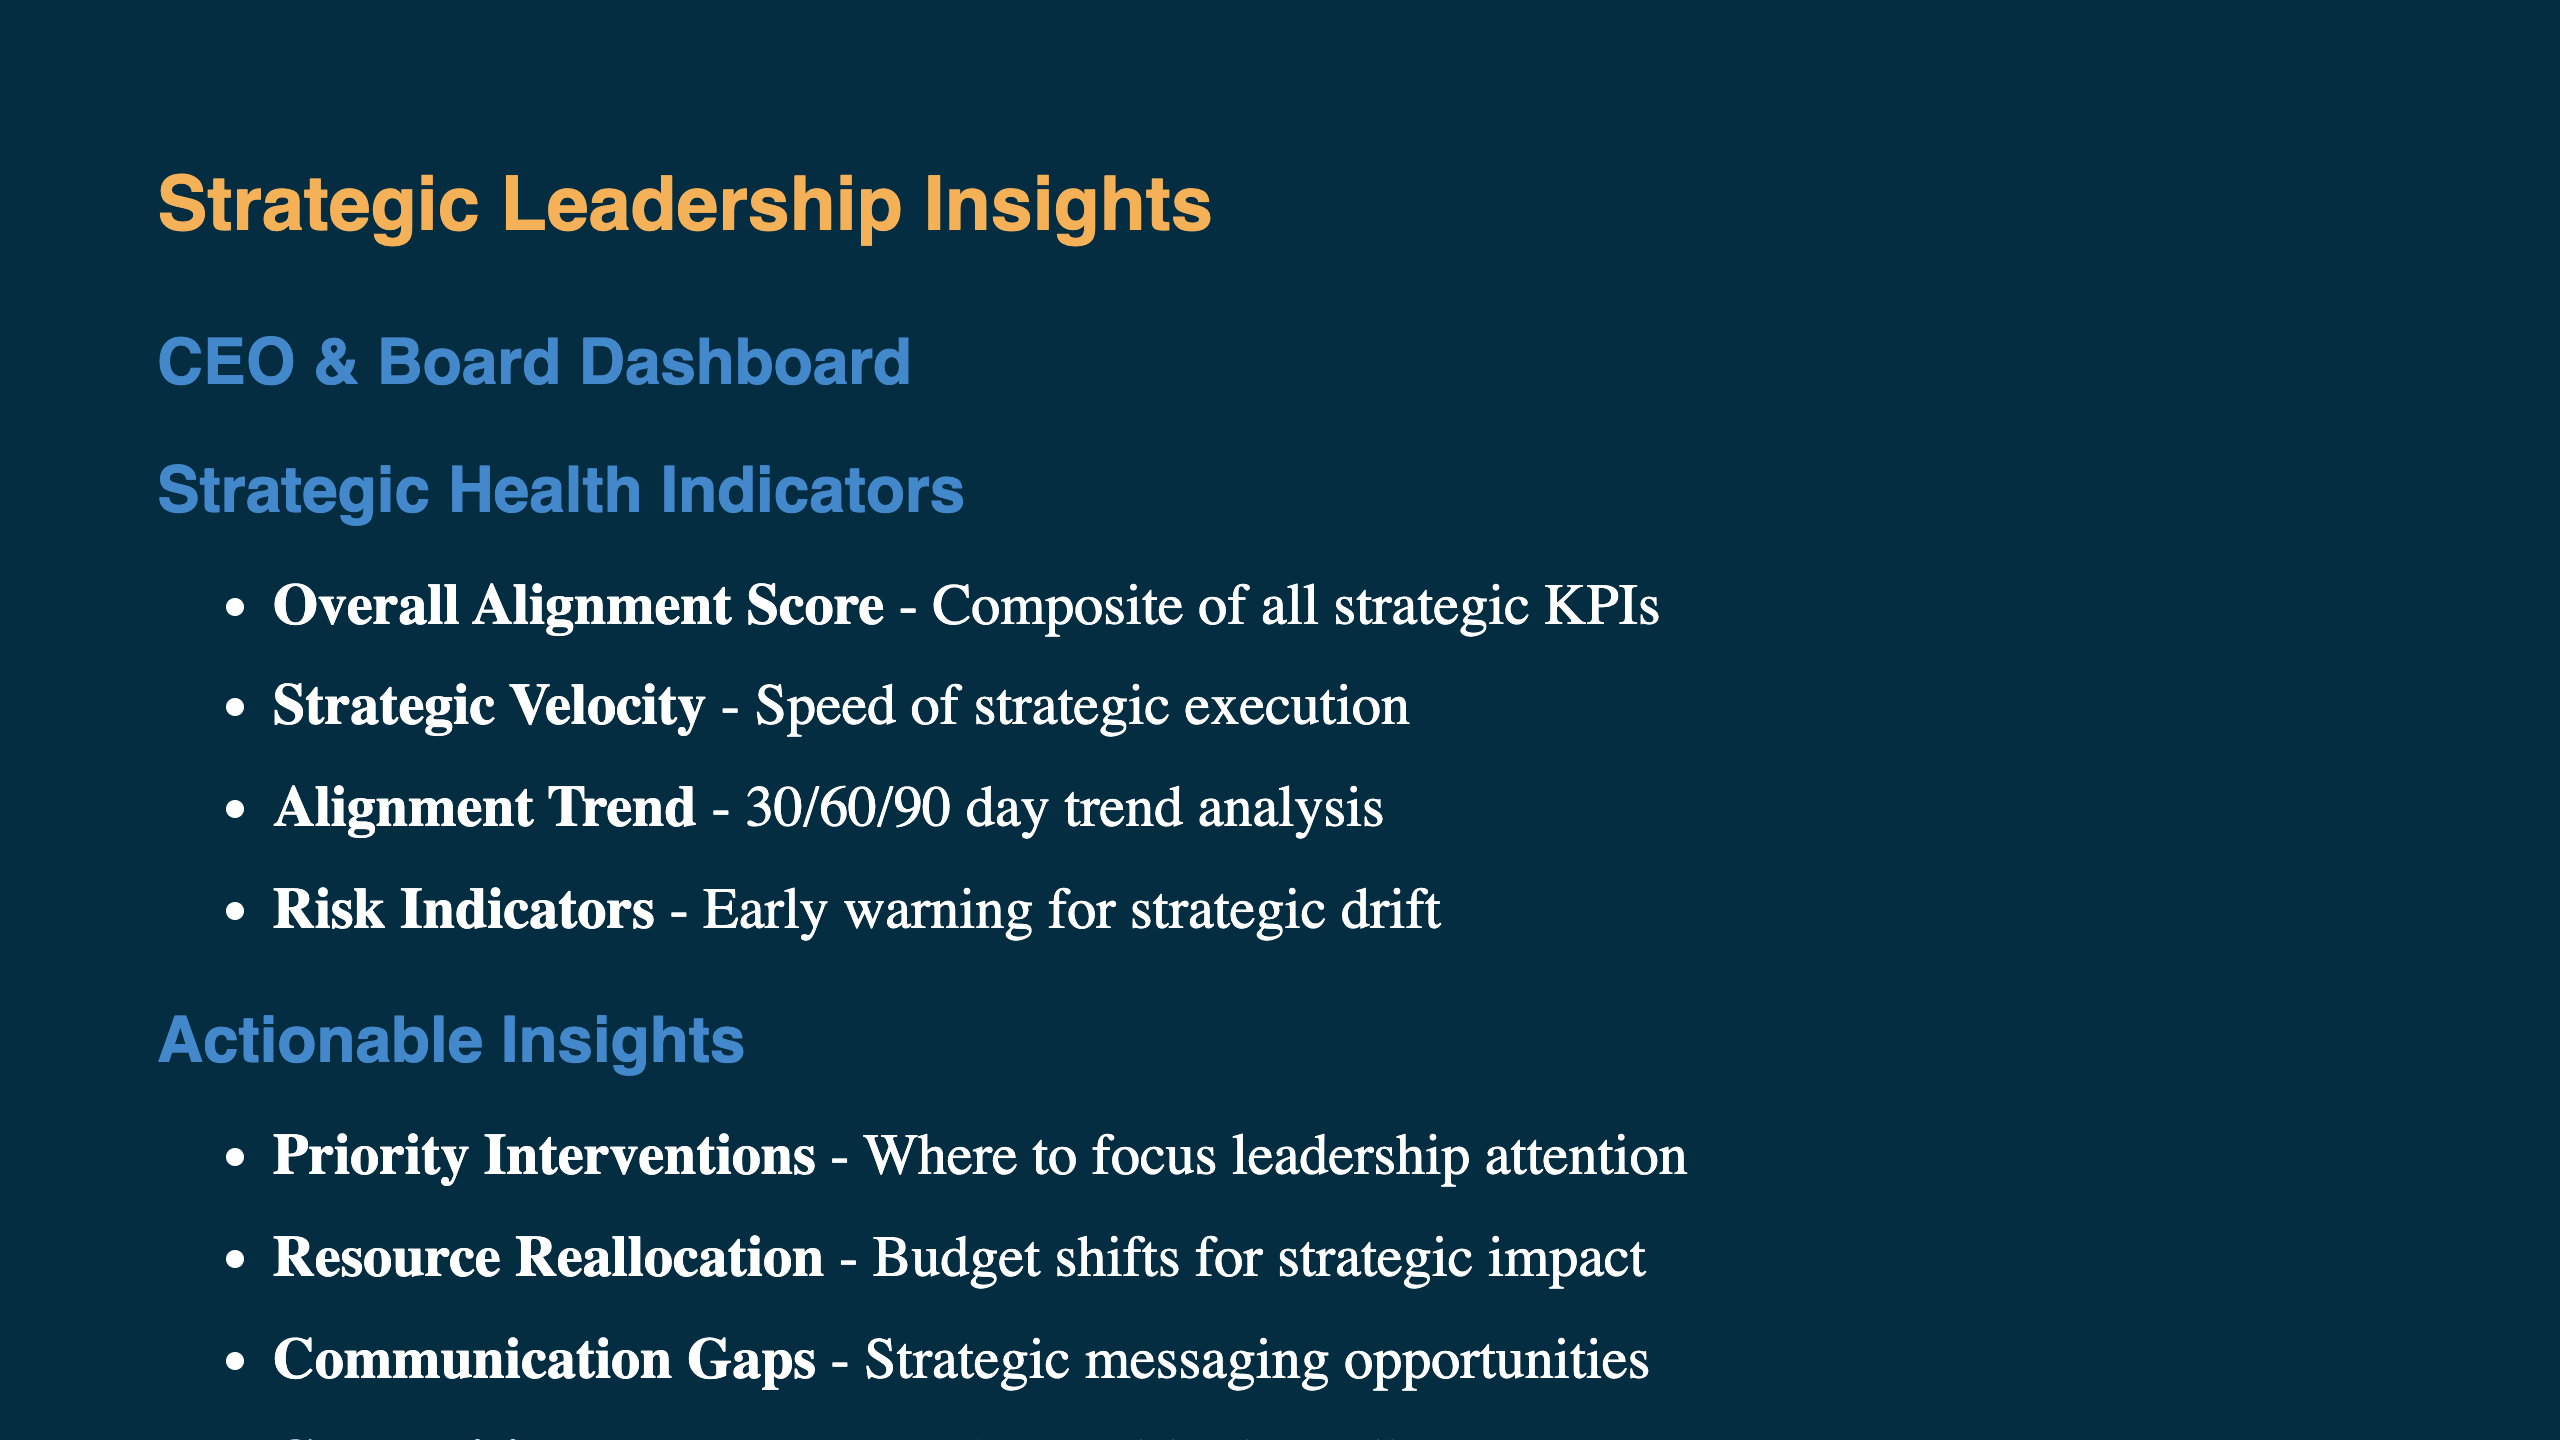 Strategic Leadership Insights
CEO & Board Dashboard
Strategic Health Indicators
• Overall Alignment Score - Composite of all strategic KPIs
• Strategic Velocity - Speed of strategic execution
• Alignment Trend - 30/60/90 day trend analysis
• Risk Indicators - Early warning for strategic drift
Actionable Insights
• Priority Interventions - Where to focus leadership attention
• Resource Reallocation - Budget shifts for strategic impact
• Communication Gaps - Strategic messaging opportunities